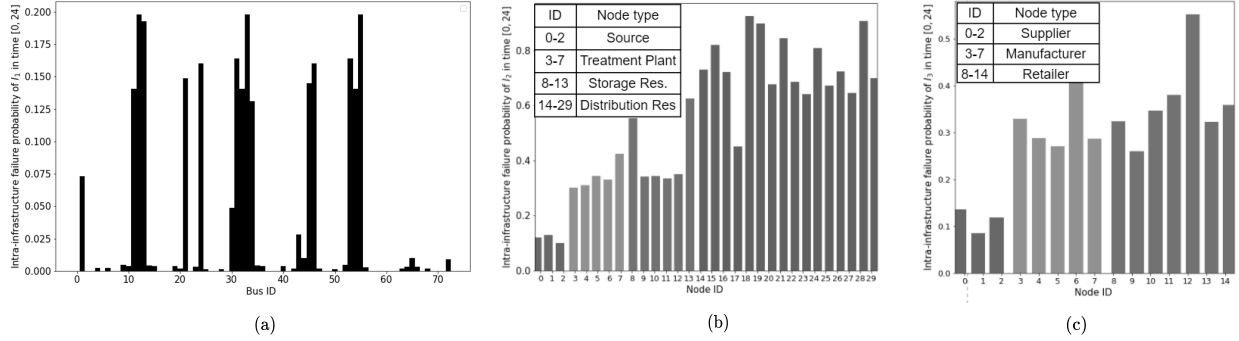 Intra-infrastructure failure probability of I₁ in time [0, 24]
0.200
0.175
0.150
0.125
0.100
0.075
0.050
0.025
0.000
0 10 20 30 40 50 60 70
Bus ID
(a)
Intra-infrastructure failure probability of I₂ in time [0, 24]
ID Node type
0-2 Source
3-7 Treatment Plant
8-13 Storage Res.
14-29 Distribution Res
0.8
0.6
0.4
0.2
0.0
0 1 2 3 4 5 6 7 8 9 10 11 12 13 14 15 16 17 18 19 20 21 22 23 24 25 26 27 28 29
Node ID
(b)
Intra-infrastructure failure probability of I₃ in time [0, 24]
ID Node type
0-2 Supplier
3-7 Manufacturer
8-14 Retailer
0.5
0.4
0.3
0.2
0.1
0.0
0 1 2 3 4 5 6 7 8 9 10 11 12 13 14
Node ID
(c)